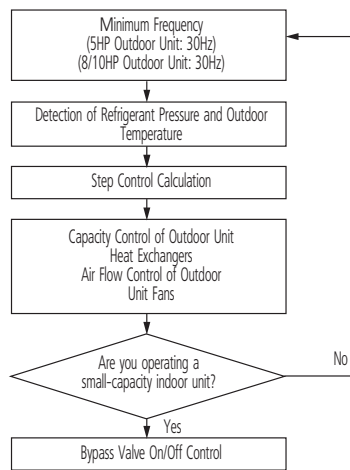 Minimum Frequency
(5HP Outdoor Unit: 30Hz)
(8/10HP Outdoor Unit: 30Hz)
Detection of Refrigerant Pressure and Outdoor
Temperature
Step Control Calculation
Capacity Control of Outdoor Unit
Heat Exchangers
Air Flow Control of Outdoor
Unit Fans
Are you operating a
small-capacity indoor unit?
No
Yes
Bypass Valve On/Off Control